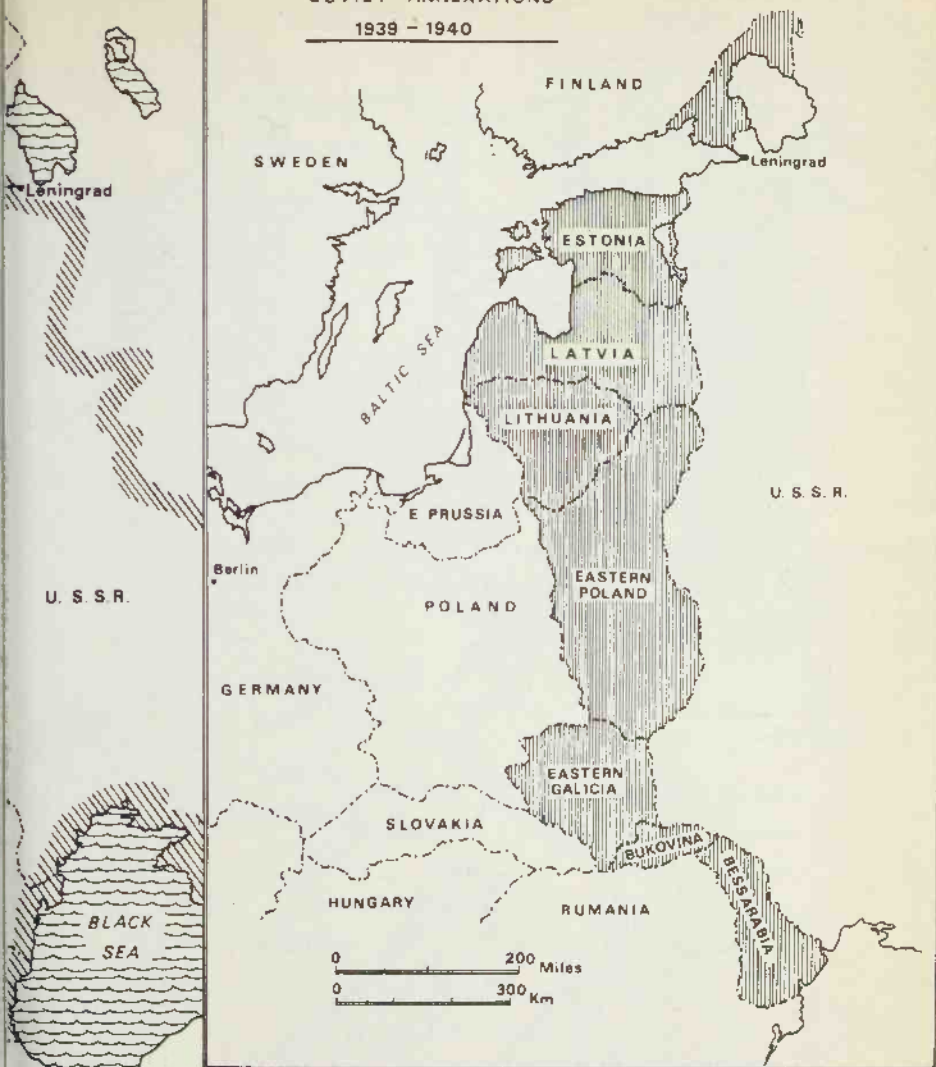 1939 – 1940
FINLAND
SWEDEN
Leningrad
Leningrad
ESTONIA
LATVIA
BALTIC SEA
LITHUANIA
U.S.S.R.
E PRUSSIA
Berlin
EASTERN
POLAND
U.S.S.R.
POLAND
GERMANY
EASTERN
GALICIA
SLOVAKIA
BUKOVINA
BESSARABIA
HUNGARY
RUMANIA
BLACK
SEA
0 200 Miles
0 300 Km